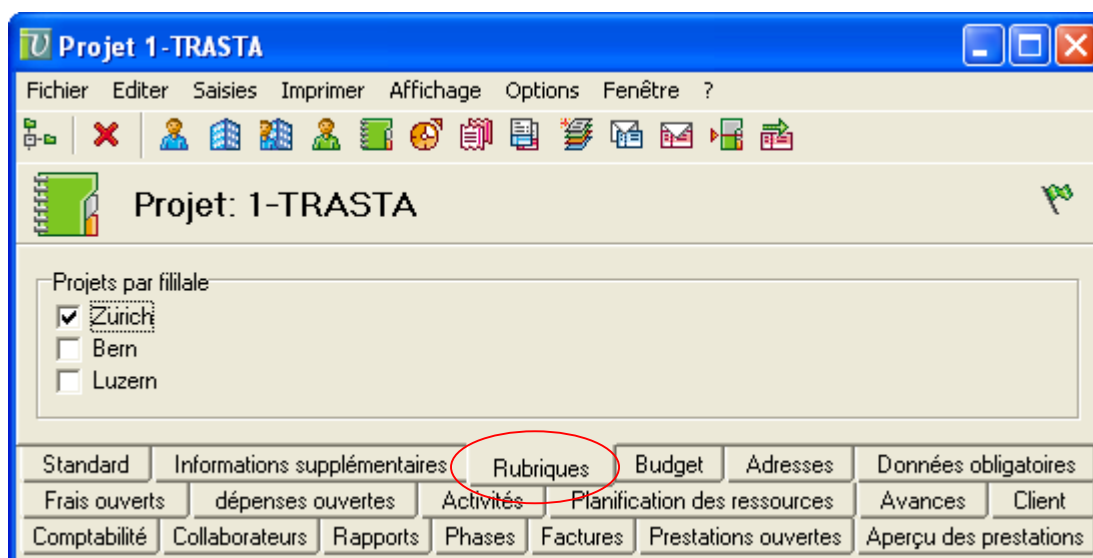 Projet 1-TRASTA
Fichier Editer Saisies Imprimer Affichage Options Fenêtre ?
Projet: 1-TRASTA
Projets par fililale
Zürich
Bern
Luzern
Standard Informations supplémentaires Rubriques Budget Adresses Données obligatoires
Frais ouverts dépenses ouvertes Activités Planification des ressources Avances Client
Comptabilité Collaborateurs Rapports Phases Factures Prestations ouvertes Aperçu des prestations